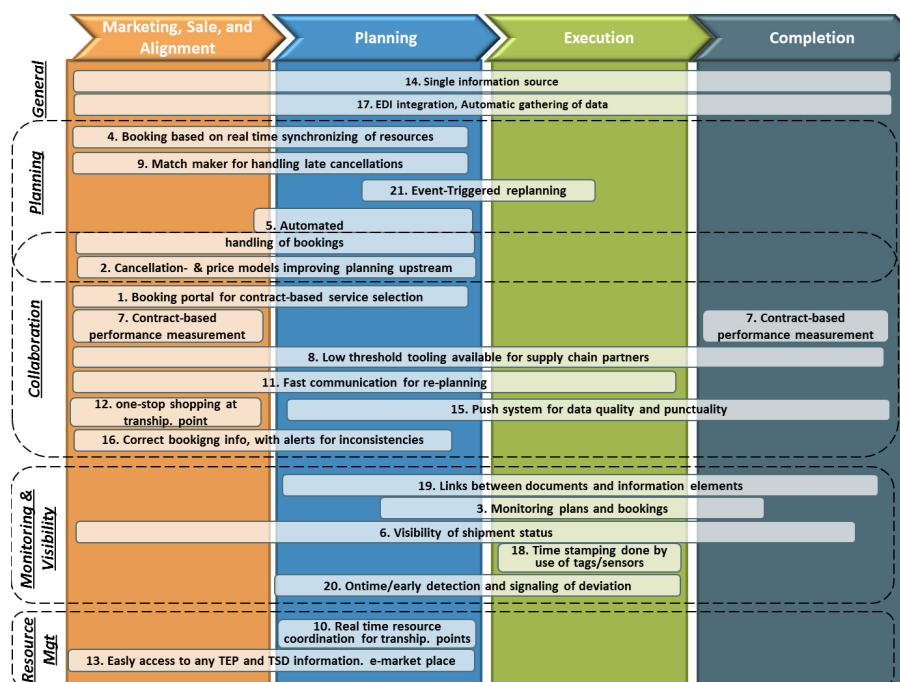 Marketing, Sale, and
Alignment
Planning
Execution
Completion
General
14. Single information source
17. EDI integration, Automatic gathering of data
Planning
4. Booking based on real time synchronizing of resources
9. Match maker for handling late cancellations
21. Event-Triggered replanning
5. Automated
handling of bookings
2. Cancellation- & price models improving planning upstream
Collaboration
1. Booking portal for contract-based service selection
7. Contract-based
performance measurement
7. Contract-based
performance measurement
8. Low threshold tooling available for supply chain partners
11. Fast communication for re-planning
12. one-stop shopping at
tranship. point
15. Push system for data quality and punctuality
16. Correct bookigng info, with alerts for inconsistencies
Monitoring &
Visibility
19. Links between documents and information elements
3. Monitoring plans and bookings
6. Visibility of shipment status
18. Time stamping done by
use of tags/sensors
20. Ontime/early detection and signaling of deviation
Resource
Mgt
10. Real time resource
coordination for tranship. points
13. Easily access to any TEP and TSD information. e-market place